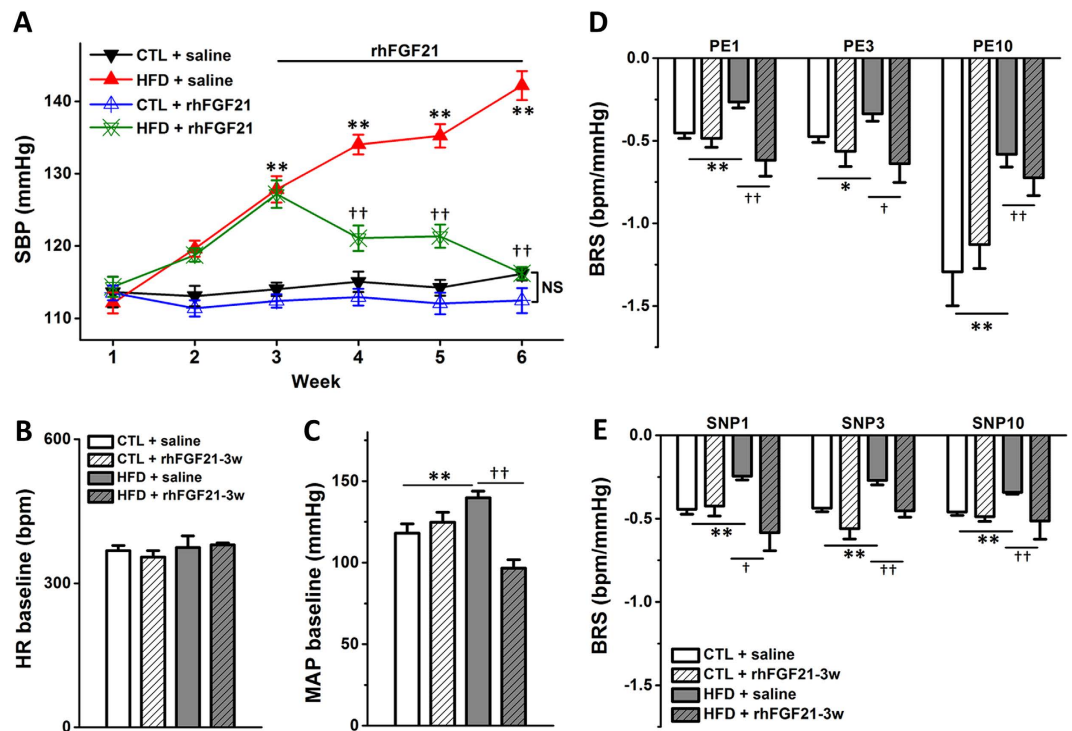 A
rhFGF21
CTL + saline
HFD + saline
CTL + rhFGF21
HFD + rhFGF21
SBP (mmHg)
140
130
120
110
**
**
**
**
††
††
††
NS
1 2 3 4 5 6
Week
B
HR baseline (bpm)
600
300
0
CTL + saline
CTL + rhFGF21-3w
HFD + saline
HFD + rhFGF21-3w
C
MAP baseline (mmHg)
150
100
50
0
** ††
D
PE1 PE3 PE10
BRS (bpm/mmHg)
0.0
-0.5
-1.0
-1.5
** †† * † ** ††
E
SNP1 SNP3 SNP10
BRS (bpm/mmHg)
0.0
-0.5
-1.0
-1.5
** † ** †† ** ††
CTL + saline
CTL + rhFGF21-3w
HFD + saline
HFD + rhFGF21-3w